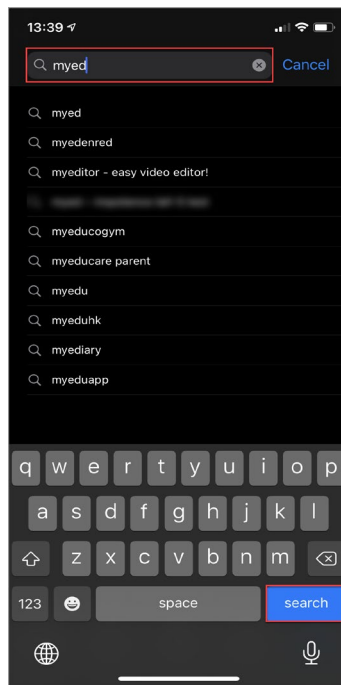 13:39
myed Cancel
myed
myedenred
myeditor - easy video editor!
myeducogym
myeducare parent
myedu
myeduhk
myediary
myeduapp
q w e r t y u i o p
a s d f g h j k l
z x c v b n m
123 space search